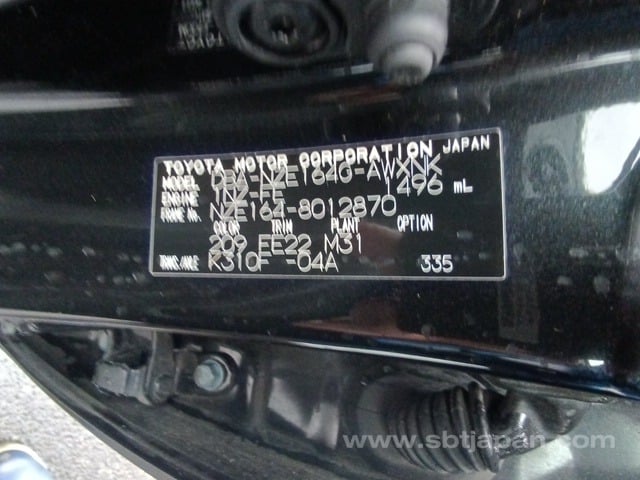 TOYOTA MOTOR CORPORATION JAPAN
MODEL DBA-NZE164G-AWXNK
ENGINE 1NZ-FE 1496 mL
FRAME No. NZE164-8012870
COLOR TRIM PLANT OPTION
209 FE22 M31
TRANS./AXLE K310F -04A 335
www.sbtjapan.com